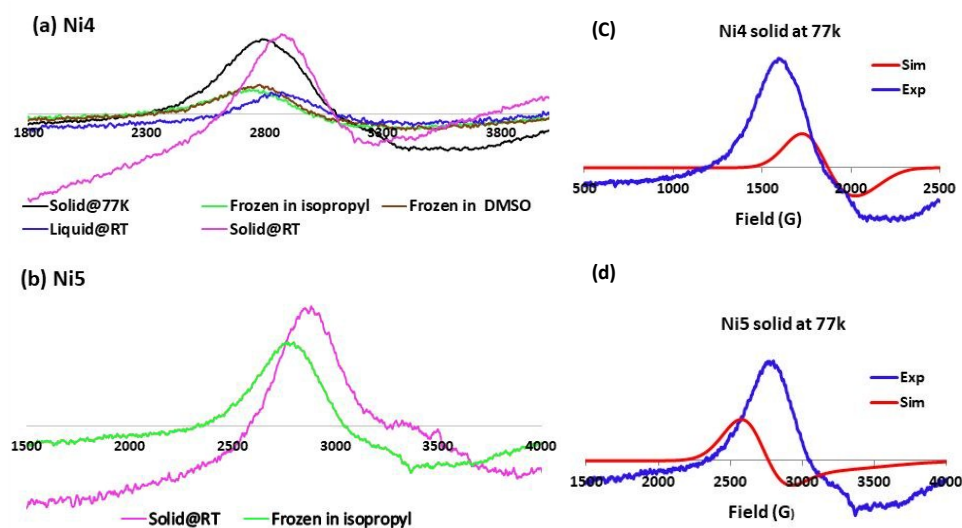 (a) Ni4
1800 2300 2800 3300 3800
Solid@77K Frozen in isopropyl Frozen in DMSO
Liquid@RT Solid@RT
(b) Ni5
1500 2000 2500 3000 3500 4000
Solid@RT Frozen in isopropyl
(C)
Ni4 solid at 77k
Sim
Exp
500 1000 1500 2000 2500
Field (G)
(d)
Ni5 solid at 77k
Exp
Sim
1500 2000 2500 3000 3500 4000
Field (G)